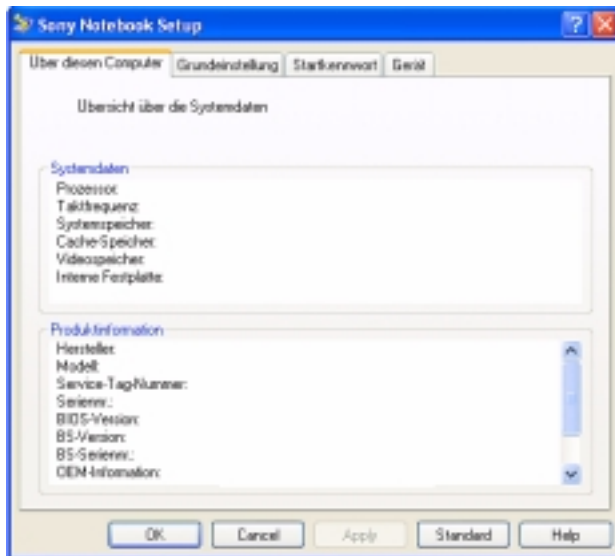 Sony Notebook Setup
Über diesen Computer Grundeinstellung Startkennwort Gerät
Übersicht über die Systemdaten
Systemdaten
Prozessor:
Taktfrequenz:
Systemspeicher:
Cache-Speicher:
Videospeicher:
Interne Festplatte:
Produktinformation
Hersteller:
Modell:
Service-Tag-Nummer:
Seriennr.:
BIOS-Version:
BS-Version:
BS-Seriennr.:
OEM-Information:
OK Cancel Apply Standard Help